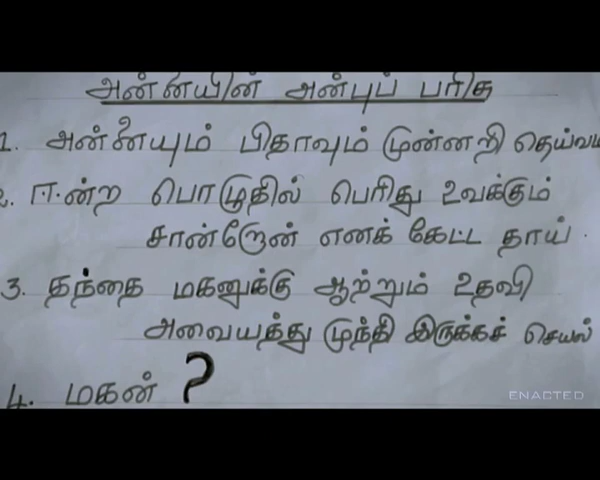 அன்னையின் அன்புப் பரிசு
1. அன்னையும் பிதாவும் முன்னறி தெய்வம
2. ஈன்ற பொழுதில் பெரிது உவக்கும்
சான்றோன் எனக் கேட்ட தாய்.
3. தந்தை மகனுக்கு ஆற்றும் உதவி
அவையத்து முந்தி இருக்கச் செயல்
4. மகன் ?
ENACTED